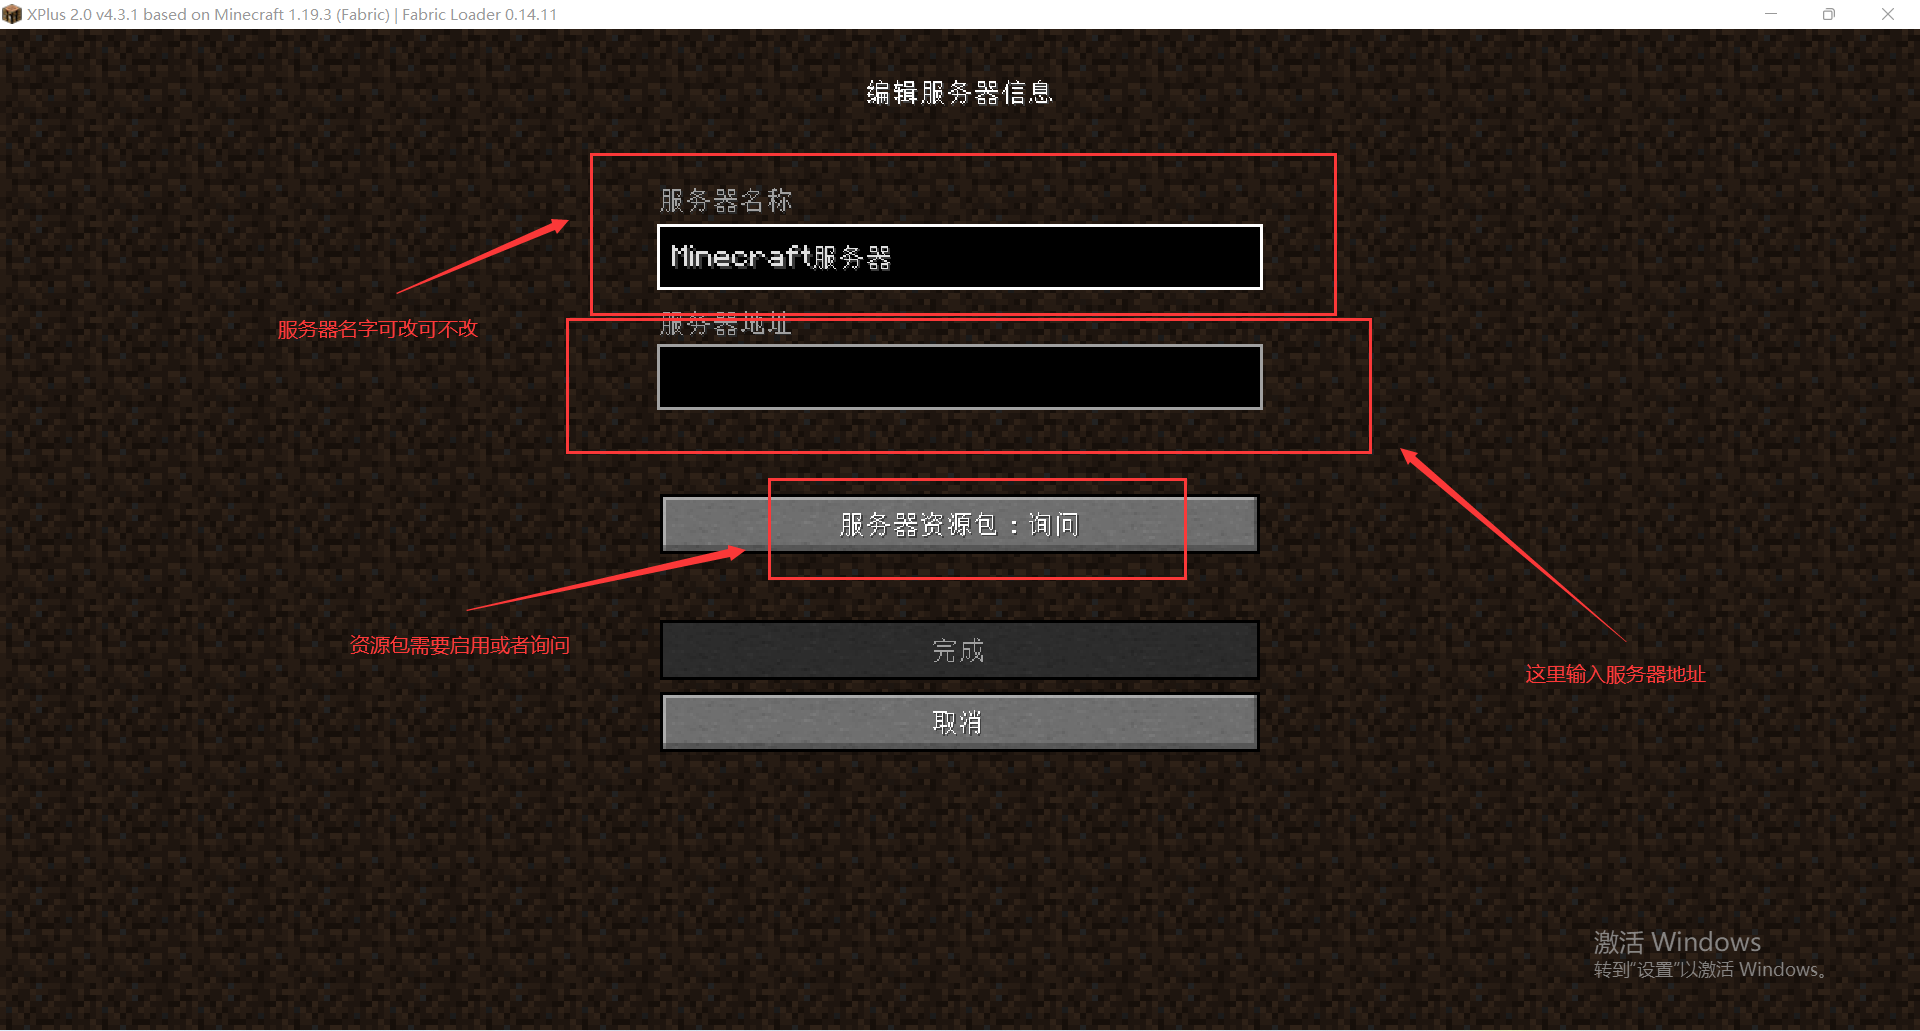 XPlus 2.0 v4.3.1 based on Minecraft 1.19.3 (Fabric) | Fabric Loader 0.14.11
编辑服务器信息
服务器名称
Minecraft服务器
服务器地址
服务器名字可改可不改
服务器资源包：询问
资源包需要启用或者询问
完成
这里输入服务器地址
取消
激活 Windows
转到“设置”以激活 Windows。